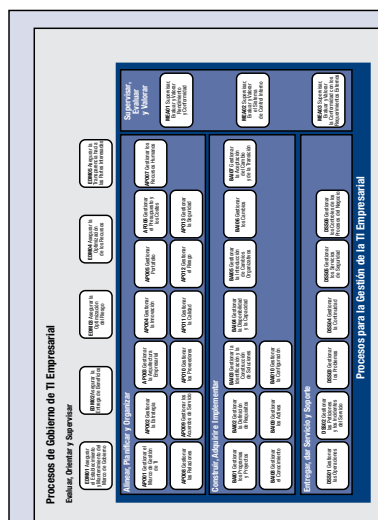 Procesos de Gobierno de TI Empresarial
Evaluar, Orientar y Supervisar
EDM01 Asegurar
el Establecimiento
y Mantenimiento del
Marco de Gobierno
EDM02 Asegurar la
Entrega de Beneficios
EDM03 Asegurar la
Optimización
del Riesgo
EDM04 Asegurar la
Optimización
de los Recursos
EDM05 Asegurar la
Transparencia hacia
las Partes Interesadas
Alinear, Planificar y Organizar
APO01 Gestionar el
Marco de Gestión
de TI
APO02 Gestionar
la Estrategia
APO03 Gestionar
la Arquitectura
Empresarial
APO04 Gestionar
la Innovación
APO05 Gestionar
Portafolio
APO06 Gestionar
el Presupuesto y
los Costes
APO07 Gestionar los
Recursos Humanos
APO08 Gestionar
las Relaciones
APO09 Gestionar los
Acuerdos de Servicio
APO10 Gestionar
los Proveedores
APO11 Gestionar
la Calidad
APO12 Gestionar
el Riesgo
APO13 Gestionar
la Seguridad
Construir, Adquirir e Implementar
BAI01 Gestionar
los Programas
y Proyectos
BAI02 Gestionar
la Definición
de Requisitos
BAI03 Gestionar la
Identificación y la
Construcción
de Soluciones
BAI04 Gestionar
la Disponibilidad
y la Capacidad
BAI05 Gestionar
la Introducción
de Cambios
Organizativos
BAI06 Gestionar
los Cambios
BAI07 Gestionar
la Aceptación
del Cambio
y de la Transición
BAI08 Gestionar
el Conocimiento
BAI09 Gestionar
los Activos
BAI10 Gestionar
la Configuración
Entregar, dar Servicio y Soporte
DSS01 Gestionar
las Operaciones
DSS02 Gestionar
las Peticiones
y los Incidentes
de Servicio
DSS03 Gestionar
los Problemas
DSS04 Gestionar
la Continuidad
DSS05 Gestionar
los Servicios
de Seguridad
DSS06 Gestionar
los Controles de los
Procesos del Negocio
Supervisar,
Evaluar
y Valorar
MEA01 Supervisar,
Evaluar y Valorar
Rendimiento
y Conformidad
MEA02 Supervisar,
Evaluar y Valorar
el Sistema
de Control Interno
MEA03 Supervisar,
Evaluar y Valorar
la Conformidad con los
Requerimientos Externos
Procesos para la Gestión de la TI Empresarial